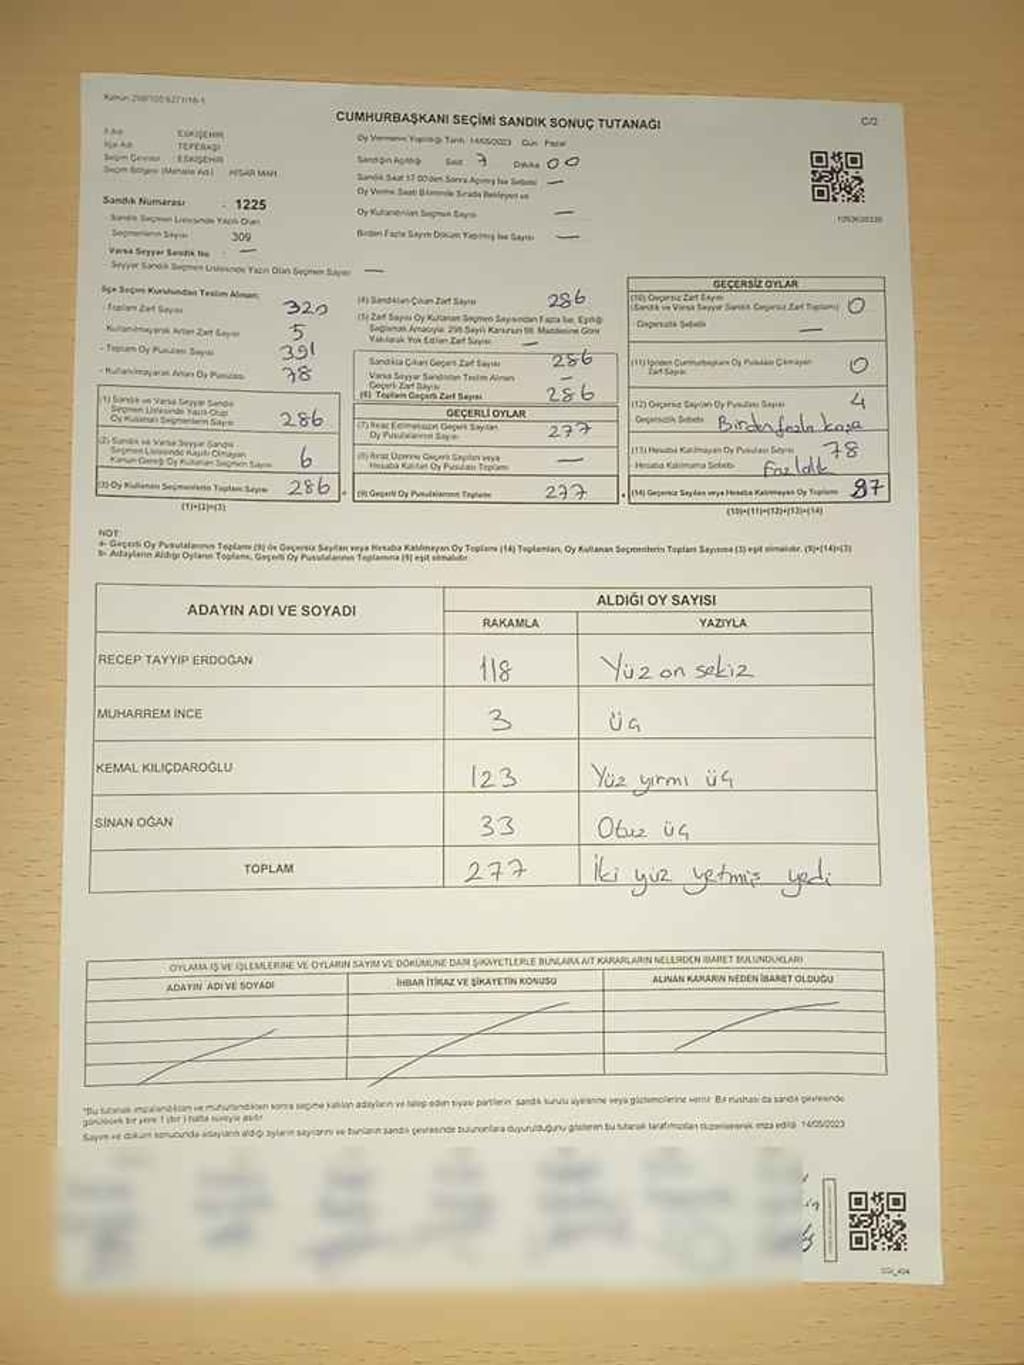 CUMHURBAŞKANI SEÇİMİ SANDIK SONUÇ TUTANAĞI
C/2
İl Adı ESKİŞEHİR
İlçe Adı TEPEBAŞI
Seçim Çevresi ESKİŞEHİR
Seçim Bölgesi (Mahalle Ad.) HİSAR MAH.
Sandık Numarası 1225
Sandık Seçmen Listesinde Yazılı Olan
Seçmenlerin Sayısı 309
Varsa Seyyar Sandık No : —
Seyyar Sandık Seçmen Listesinde Yazılı Olan Seçmen Sayısı —
Oy Vermenin Yapıldığı Tarih: 14/05/2023 Gün: Pazar
Sandığın Açıldığı Saat 7 Dakika 00
Sandık Saat 17:00'den Sonra Açılmış İse Sebebi —
Oy Verme Saati Bitiminde Sırada Bekleyen ve
Oy Kullandırılan Seçmen Sayısı —
Birden Fazla Sayım Döküm Yapılmış İse Sayısı —
İlçe Seçim Kurulundan Teslim Alınan:
- Toplam Zarf Sayısı 320
- Kullanılmayarak Artan Zarf Sayısı 5
- Toplam Oy Pusulası Sayısı 391
- Kullanılmayarak Artan Oy Pusulası 78
(1) Sandık ve Varsa Seyyar Sandık
Seçmen Listesinde Yazılı Olup
Oy Kullanan Seçmenlerin Sayısı 286
(2) Sandık ve Varsa Seyyar Sandık
Seçmen Listesinde Kayıtlı Olmayan
Kanun Gereği Oy Kullanan Seçmen Sayısı 6
(3) Oy Kullanan Seçmenlerin Toplam Sayısı 286
(1)+(2)=(3)
(4) Sandıktan Çıkan Zarf Sayısı 286
(5) Zarf Sayısı Oy Kullanan Seçmen Sayısından Fazla İse, Eşitliği
Sağlamak Amacıyla, 298 Sayılı Kanunun 98. Maddesine Göre
Yakılarak Yok Edilen Zarf Sayısı —
Sandıkta Çıkan Geçerli Zarf Sayısı 286
Varsa Seyyar Sandıktan Teslim Alınan
Geçerli Zarf Sayısı —
(6) Toplam Geçerli Zarf Sayısı 286
GEÇERLİ OYLAR
(7) İtiraz Edilmeksizin Geçerli Sayılan
Oy Pusulalarının Sayısı 277
(8) İtiraz Üzerine Geçerli Sayılan veya
Hesaba Katılan Oy Pusulası Toplamı —
(9) Geçerli Oy Pusulalarının Toplamı 277
GEÇERSİZ OYLAR
(10) Geçersiz Zarf Sayısı
(Sandık ve Varsa Seyyar Sandık Geçersiz Zarf Toplamı) 0
- Geçersizlik Sebebi —
(11) İçinden Cumhurbaşkanı Oy Pusulası Çıkmayan
Zarf Sayısı 0
(12) Geçersiz Sayılan Oy Pusulası Sayısı 4
Geçersizlik Sebebi Birden fazla kaşe
(13) Hesaba Katılmayan Oy Pusulası Sayısı 78
- Hesaba Katılmama Sebebi Fazlalık
(14) Geçersiz Sayılan veya Hesaba Katılmayan Oy Toplamı 87
(10)+(11)+(12)+(13)=(14)
NOT:
a- Geçerli Oy Pusulalarının Toplamı (9) ile Geçersiz Sayılan veya Hesaba Katılmayan Oy Toplamı (14) Toplamları, Oy Kullanan Seçmenlerin Toplam Sayısına (3) eşit olmalıdır. (9)+(14)=(3)
b- Adayların Aldığı Oyların Toplamı, Geçerli Oy Pusulalarının Toplamına (9) eşit olmalıdır.
ADAYIN ADI VE SOYADI
ALDIĞI OY SAYISI
RAKAMLA YAZIYLA
RECEP TAYYİP ERDOĞAN 118 Yüz on sekiz
MUHARREM İNCE 3 üç
KEMAL KILIÇDAROĞLU 123 Yüz yirmi üç
SİNAN OĞAN 33 Otuz üç
TOPLAM 277 İki yüz yetmiş yedi
OYLAMA İŞ VE İŞLEMLERİNE VE OYLARIN SAYIM VE DÖKÜMÜNE DAİR ŞİKAYETLERLE BUNLARA AİT KARARLARIN NELERDEN İBARET BULUNDUKLARI
ADAYIN ADI VE SOYADI İHBAR İTİRAZ VE ŞİKAYETİN KONUSU ALINAN KARARIN NEDEN İBARET OLDUĞU
*Bu tutanak imzalandıktan ve mühürlendikten sonra seçime katılan adayların ve talep eden siyasi partilerin sandık kurulu üyelerine veya gözlemcilerine verilir. Bir nüshası da sandık çevresinde
görülecek bir yere 1 (bir) hafta süreyle asılır.
Sayım ve döküm sonucunda adayların aldığı oyların sayılarını ve bunların sandık çevresinde bulunanlara duyurulduğunu gösteren bu tutanak tarafımızdan düzenlenerek imza edildi. 14/05/2023